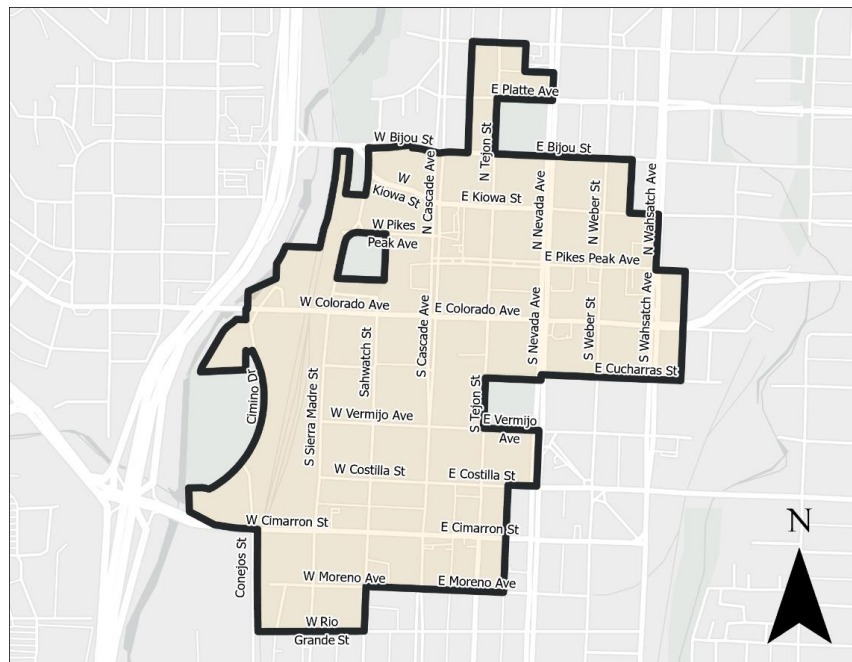 E Platte Ave
W Bijou St
E Bijou St
N Tejon St
N Cascade Ave
W
Kiowa St
E Kiowa St
N Nevada Ave
N Weber St
N Wahsatch Ave
W Pikes
Peak Ave
E Pikes Peak Ave
W Colorado Ave
E Colorado Ave
Sahwatch St
S Cascade Ave
S Nevada Ave
S Weber St
S Wahsatch Ave
E Cucharras St
Cimino Dr
S Sierra Madre St
S Tejon St
W Vermijo Ave
E Vermijo
Ave
W Costilla St
E Costilla St
W Cimarron St
E Cimarron St
Conejos St
W Moreno Ave
E Moreno Ave
W Rio
Grande St
N